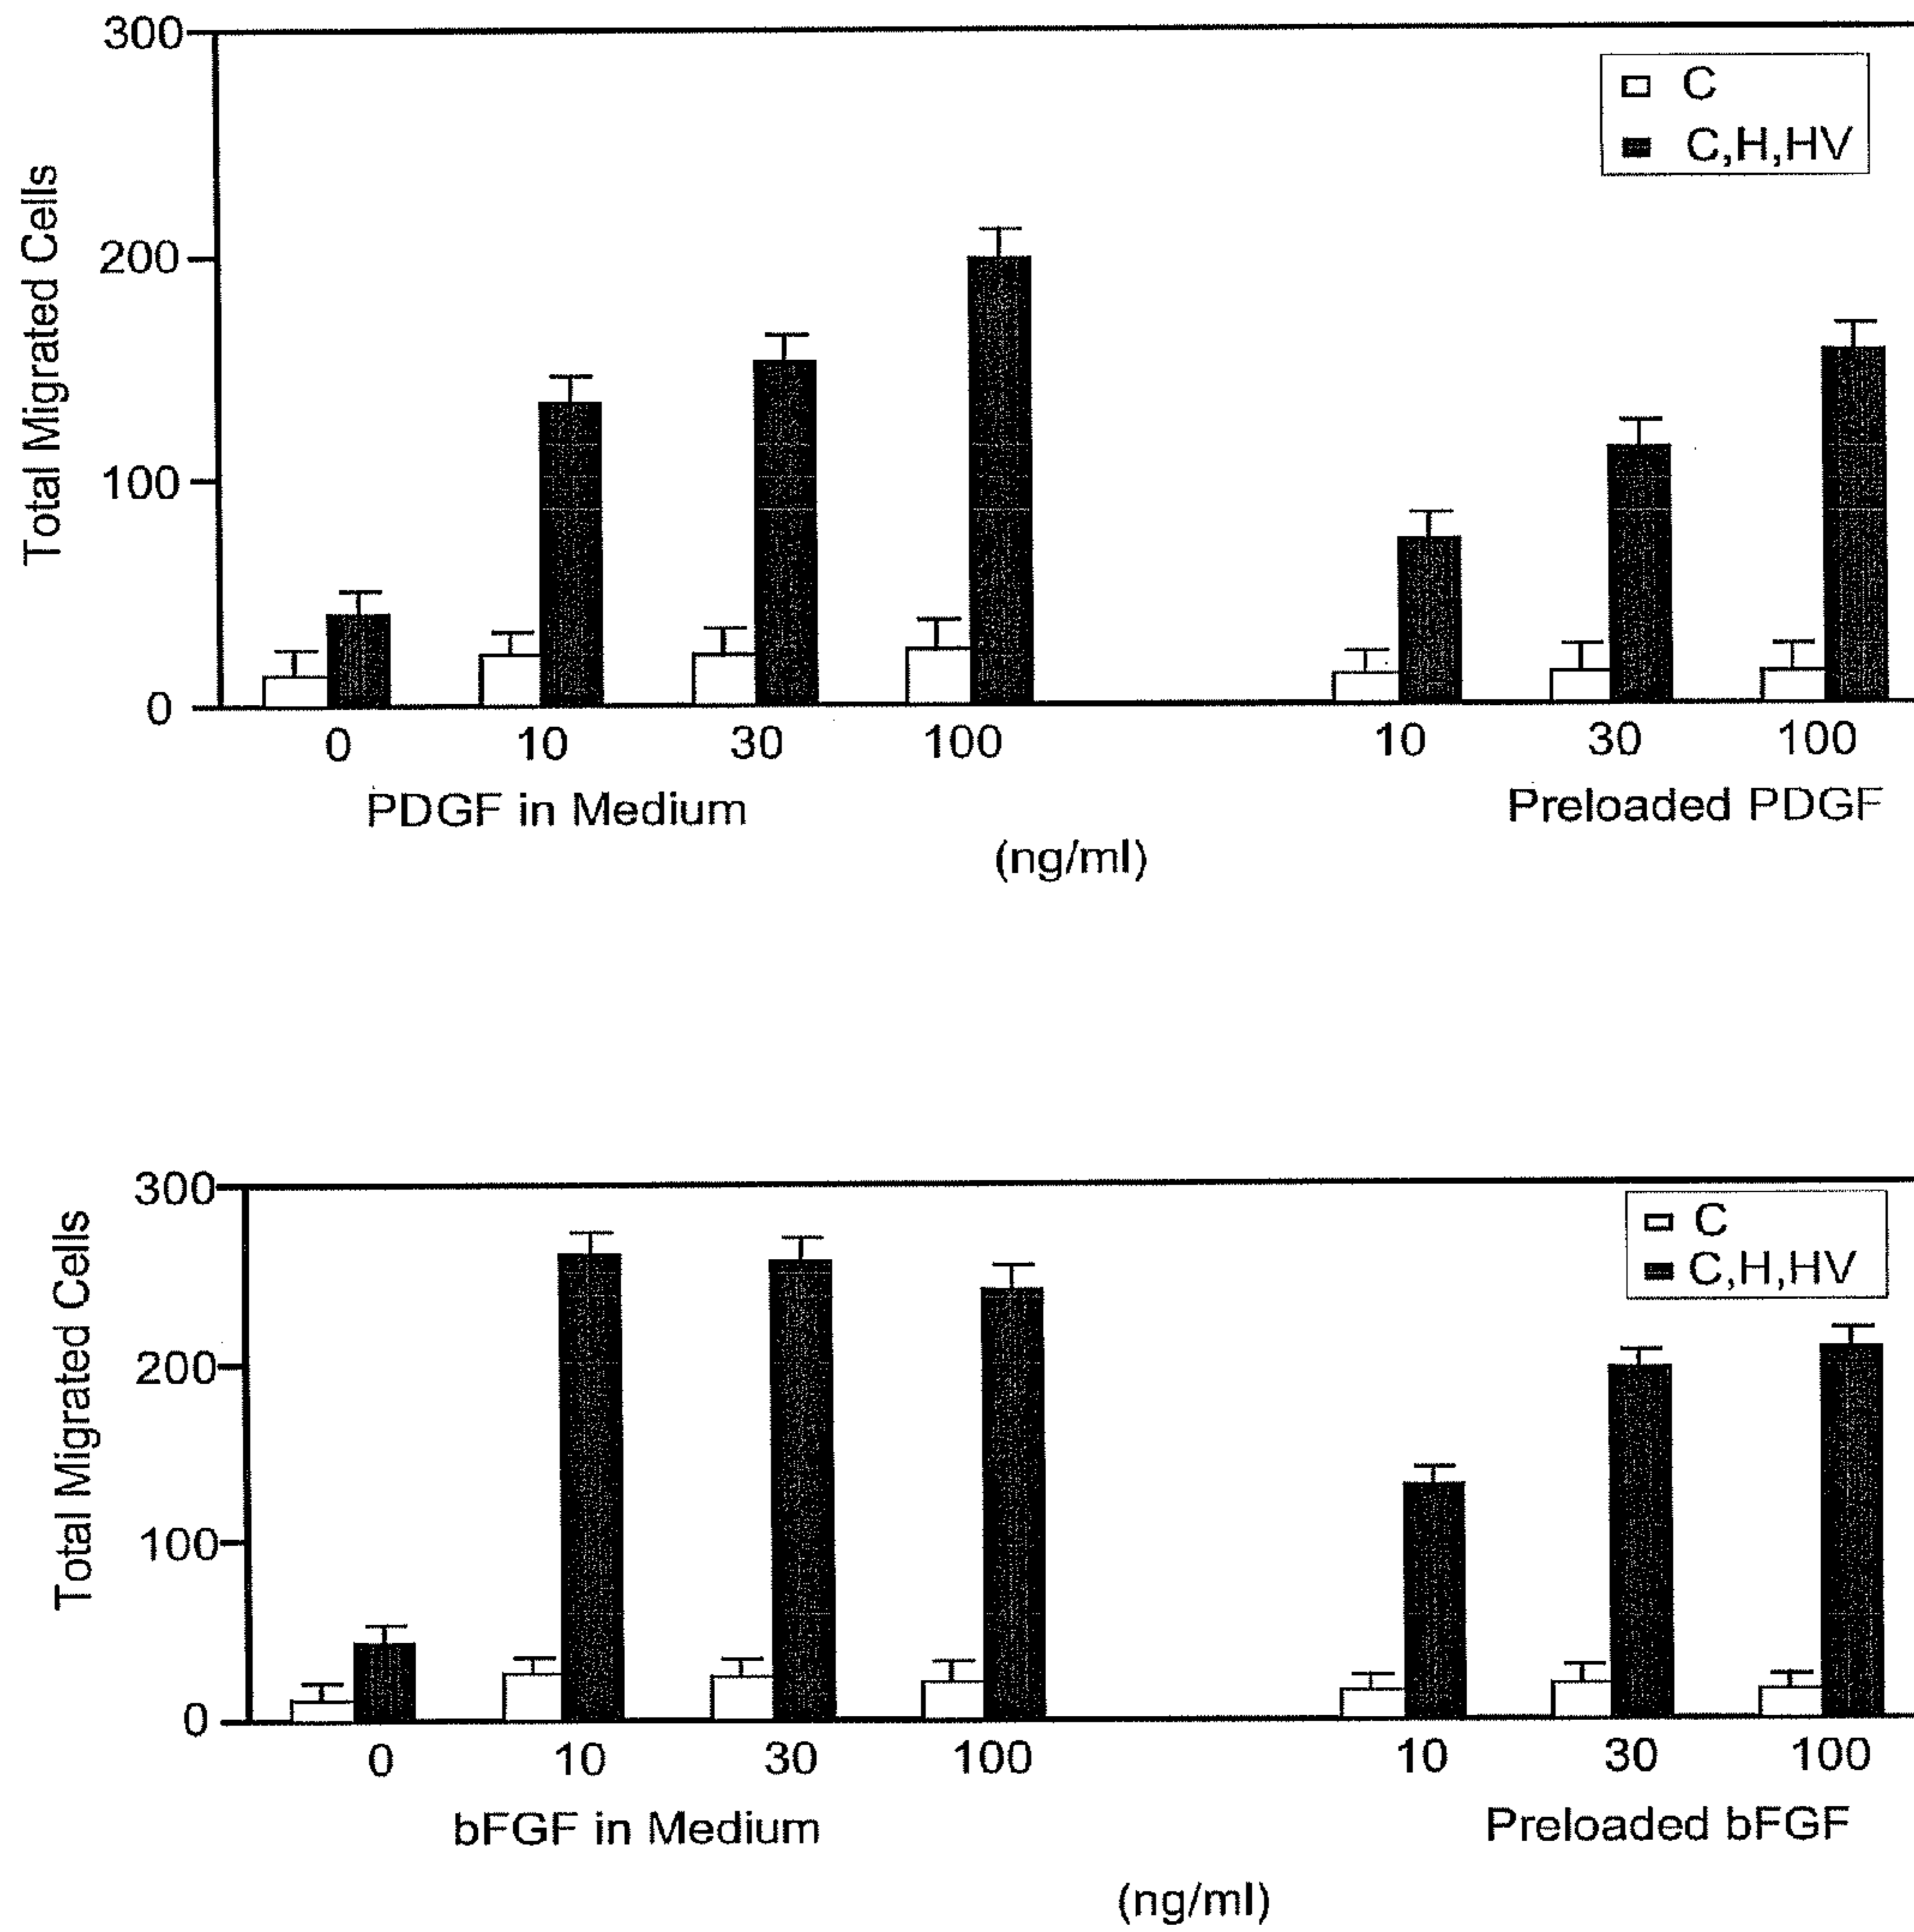 300
200
100
0
Total Migrated Cells
C
C,H,HV
0 10 30 100 10 30 100
PDGF in Medium Preloaded PDGF
(ng/ml)
300
200
100
0
Total Migrated Cells
C
C,H,HV
0 10 30 100 10 30 100
bFGF in Medium Preloaded bFGF
(ng/ml)